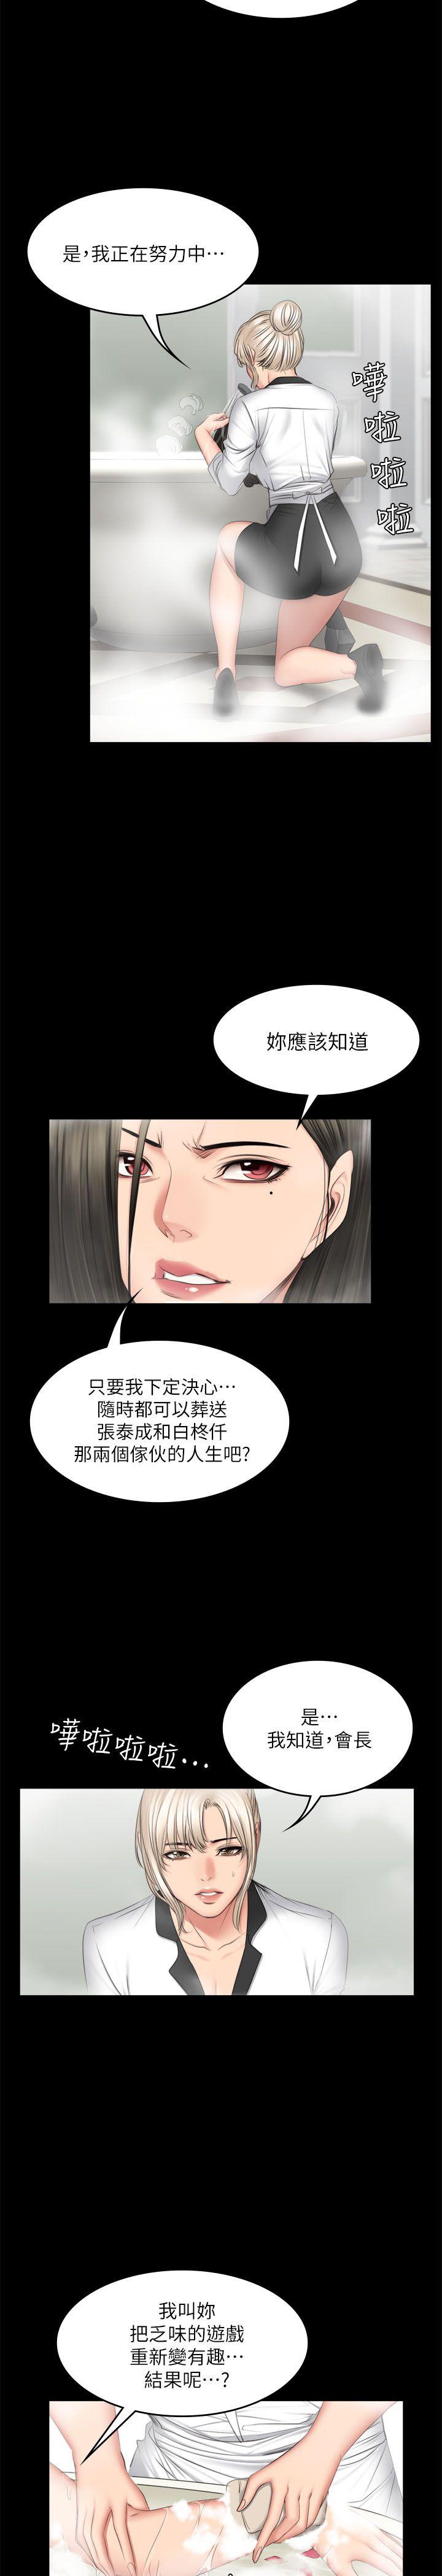 是，我正在努力中⋯
嘩
啦
啦
啦
妳應該知道
只要我下定決心⋯
隨時都可以葬送
張泰成和白柊仟
那兩個傢伙的人生吧?
是⋯
我知道，會長
嘩啦啦啦⋯
我叫妳
把乏味的遊戲
重新變有趣⋯
結果呢⋯?